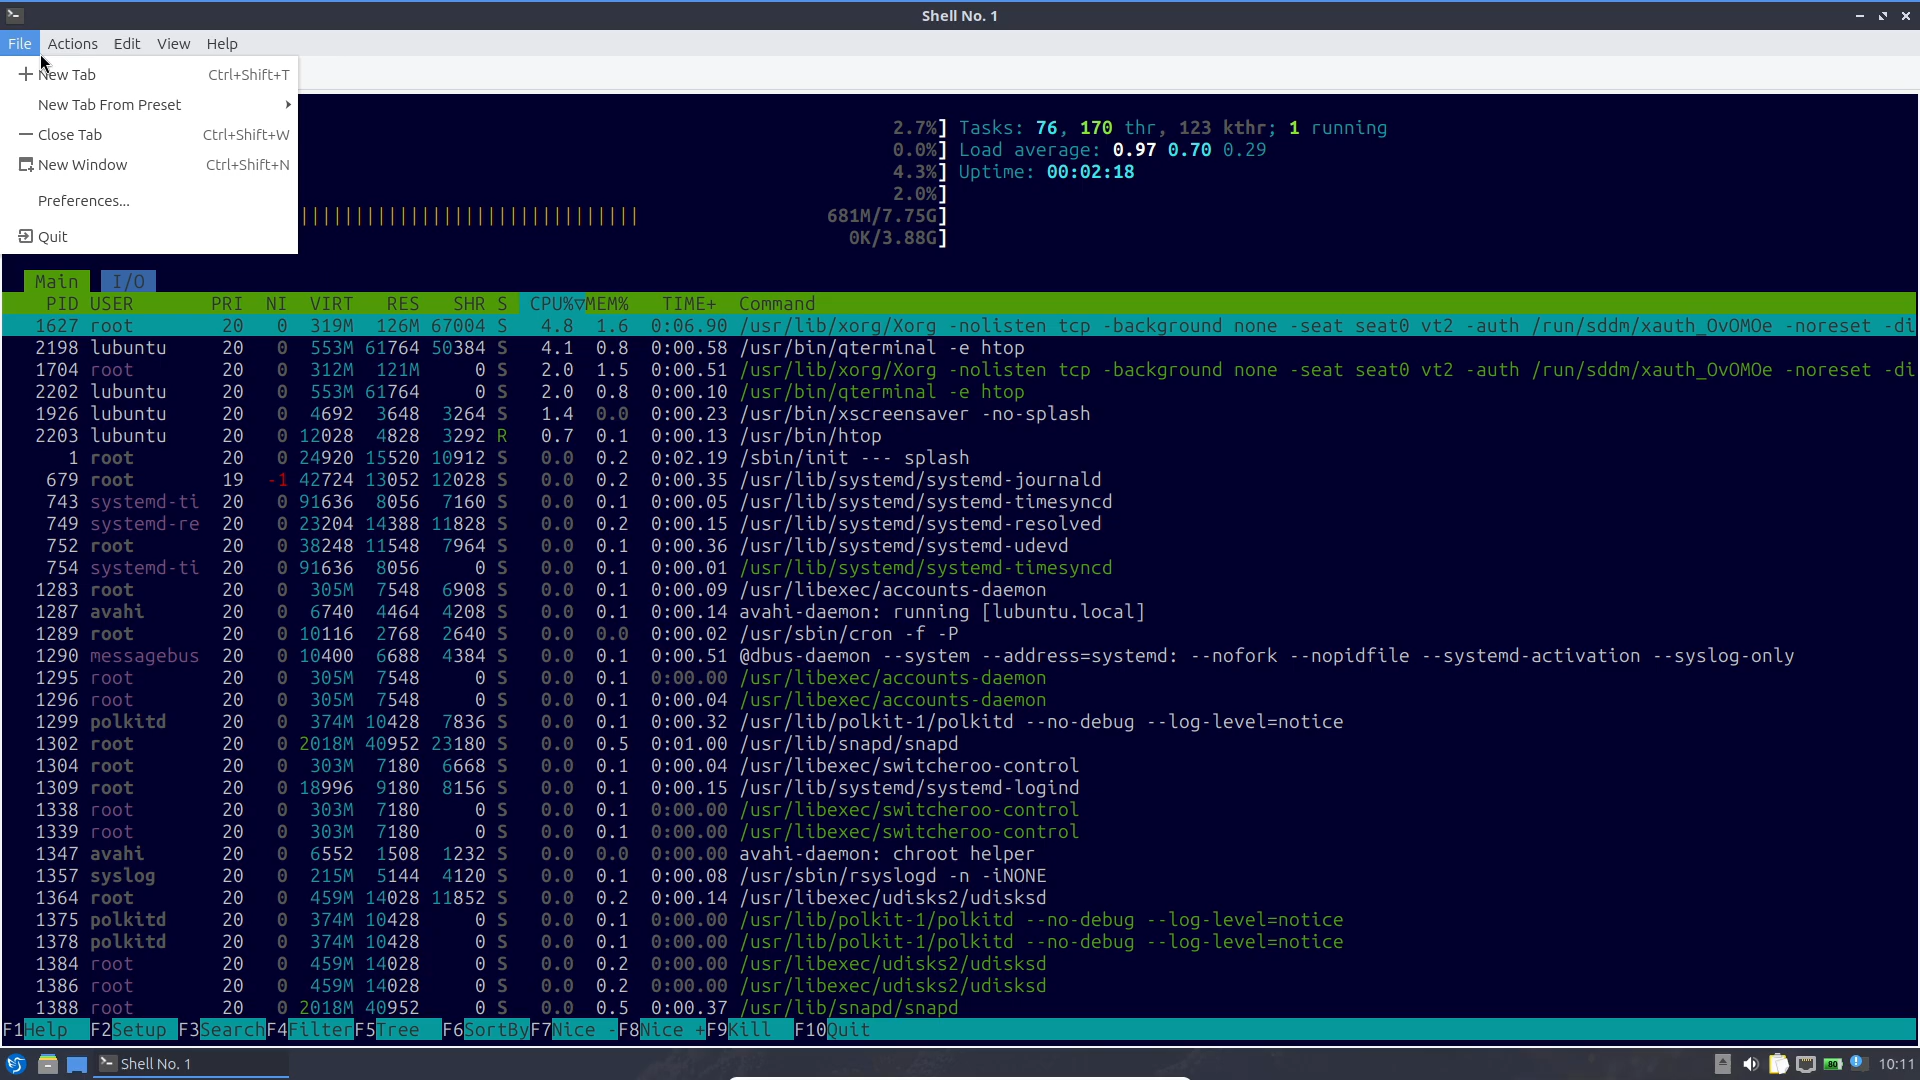 Shell No. 1
File Actions Edit View Help
New Tab Ctrl+Shift+T
New Tab From Preset
Close Tab Ctrl+Shift+W
New Window Ctrl+Shift+N
Preferences...
Quit
2.7%] Tasks: 76, 170 thr, 123 kthr; 1 running
0.0%] Load average: 0.97 0.70 0.29
4.3%] Uptime: 00:02:18
2.0%]
||||||||||||||||||||||||||||||| 681M/7.75G]
0K/3.88G]
Main I/O
PID USER PRI NI VIRT RES SHR S CPU%▽MEM% TIME+ Command
1627 root 20 0 319M 126M 67004 S 4.8 1.6 0:06.90 /usr/lib/xorg/Xorg -nolisten tcp -background none -seat seat0 vt2 -auth /run/sddm/xauth_OvOMOe -noreset -di
2198 lubuntu 20 0 553M 61764 50384 S 4.1 0.8 0:00.58 /usr/bin/qterminal -e htop
1704 root 20 0 312M 121M 0 S 2.0 1.5 0:00.51 /usr/lib/xorg/Xorg -nolisten tcp -background none -seat seat0 vt2 -auth /run/sddm/xauth_OvOMOe -noreset -di
2202 lubuntu 20 0 553M 61764 0 S 2.0 0.8 0:00.10 /usr/bin/qterminal -e htop
1926 lubuntu 20 0 4692 3648 3264 S 1.4 0.0 0:00.23 /usr/bin/xscreensaver -no-splash
2203 lubuntu 20 0 12028 4828 3292 R 0.7 0.1 0:00.13 /usr/bin/htop
1 root 20 0 24920 15520 10912 S 0.0 0.2 0:02.19 /sbin/init --- splash
679 root 19 -1 42724 13052 12028 S 0.0 0.2 0:00.35 /usr/lib/systemd/systemd-journald
743 systemd-ti 20 0 91636 8056 7160 S 0.0 0.1 0:00.05 /usr/lib/systemd/systemd-timesyncd
749 systemd-re 20 0 23204 14388 11828 S 0.0 0.2 0:00.15 /usr/lib/systemd/systemd-resolved
752 root 20 0 38248 11548 7964 S 0.0 0.1 0:00.36 /usr/lib/systemd/systemd-udevd
754 systemd-ti 20 0 91636 8056 0 S 0.0 0.1 0:00.01 /usr/lib/systemd/systemd-timesyncd
1283 root 20 0 305M 7548 6908 S 0.0 0.1 0:00.09 /usr/libexec/accounts-daemon
1287 avahi 20 0 6740 4464 4208 S 0.0 0.1 0:00.14 avahi-daemon: running [lubuntu.local]
1289 root 20 0 10116 2768 2640 S 0.0 0.0 0:00.02 /usr/sbin/cron -f -P
1290 messagebus 20 0 10400 6688 4384 S 0.0 0.1 0:00.51 @dbus-daemon --system --address=systemd: --nofork --nopidfile --systemd-activation --syslog-only
1295 root 20 0 305M 7548 0 S 0.0 0.1 0:00.00 /usr/libexec/accounts-daemon
1296 root 20 0 305M 7548 0 S 0.0 0.1 0:00.04 /usr/libexec/accounts-daemon
1299 polkitd 20 0 374M 10428 7836 S 0.0 0.1 0:00.32 /usr/lib/polkit-1/polkitd --no-debug --log-level=notice
1302 root 20 0 2018M 40952 23180 S 0.0 0.5 0:01.00 /usr/lib/snapd/snapd
1304 root 20 0 303M 7180 6668 S 0.0 0.1 0:00.04 /usr/libexec/switcheroo-control
1309 root 20 0 18996 9180 8156 S 0.0 0.1 0:00.15 /usr/lib/systemd/systemd-logind
1338 root 20 0 303M 7180 0 S 0.0 0.1 0:00.00 /usr/libexec/switcheroo-control
1339 root 20 0 303M 7180 0 S 0.0 0.1 0:00.00 /usr/libexec/switcheroo-control
1347 avahi 20 0 6552 1508 1232 S 0.0 0.0 0:00.00 avahi-daemon: chroot helper
1357 syslog 20 0 215M 5144 4120 S 0.0 0.1 0:00.08 /usr/sbin/rsyslogd -n -iNONE
1364 root 20 0 459M 14028 11852 S 0.0 0.2 0:00.14 /usr/libexec/udisks2/udisksd
1375 polkitd 20 0 374M 10428 0 S 0.0 0.1 0:00.00 /usr/lib/polkit-1/polkitd --no-debug --log-level=notice
1378 polkitd 20 0 374M 10428 0 S 0.0 0.1 0:00.00 /usr/lib/polkit-1/polkitd --no-debug --log-level=notice
1384 root 20 0 459M 14028 0 S 0.0 0.2 0:00.00 /usr/libexec/udisks2/udisksd
1386 root 20 0 459M 14028 0 S 0.0 0.2 0:00.00 /usr/libexec/udisks2/udisksd
1388 root 20 0 2018M 40952 0 S 0.0 0.5 0:00.37 /usr/lib/snapd/snapd
F1Help F2Setup F3SearchF4FilterF5Tree F6SortByF7Nice -F8Nice +F9Kill F10Quit
Shell No. 1 80 10:11